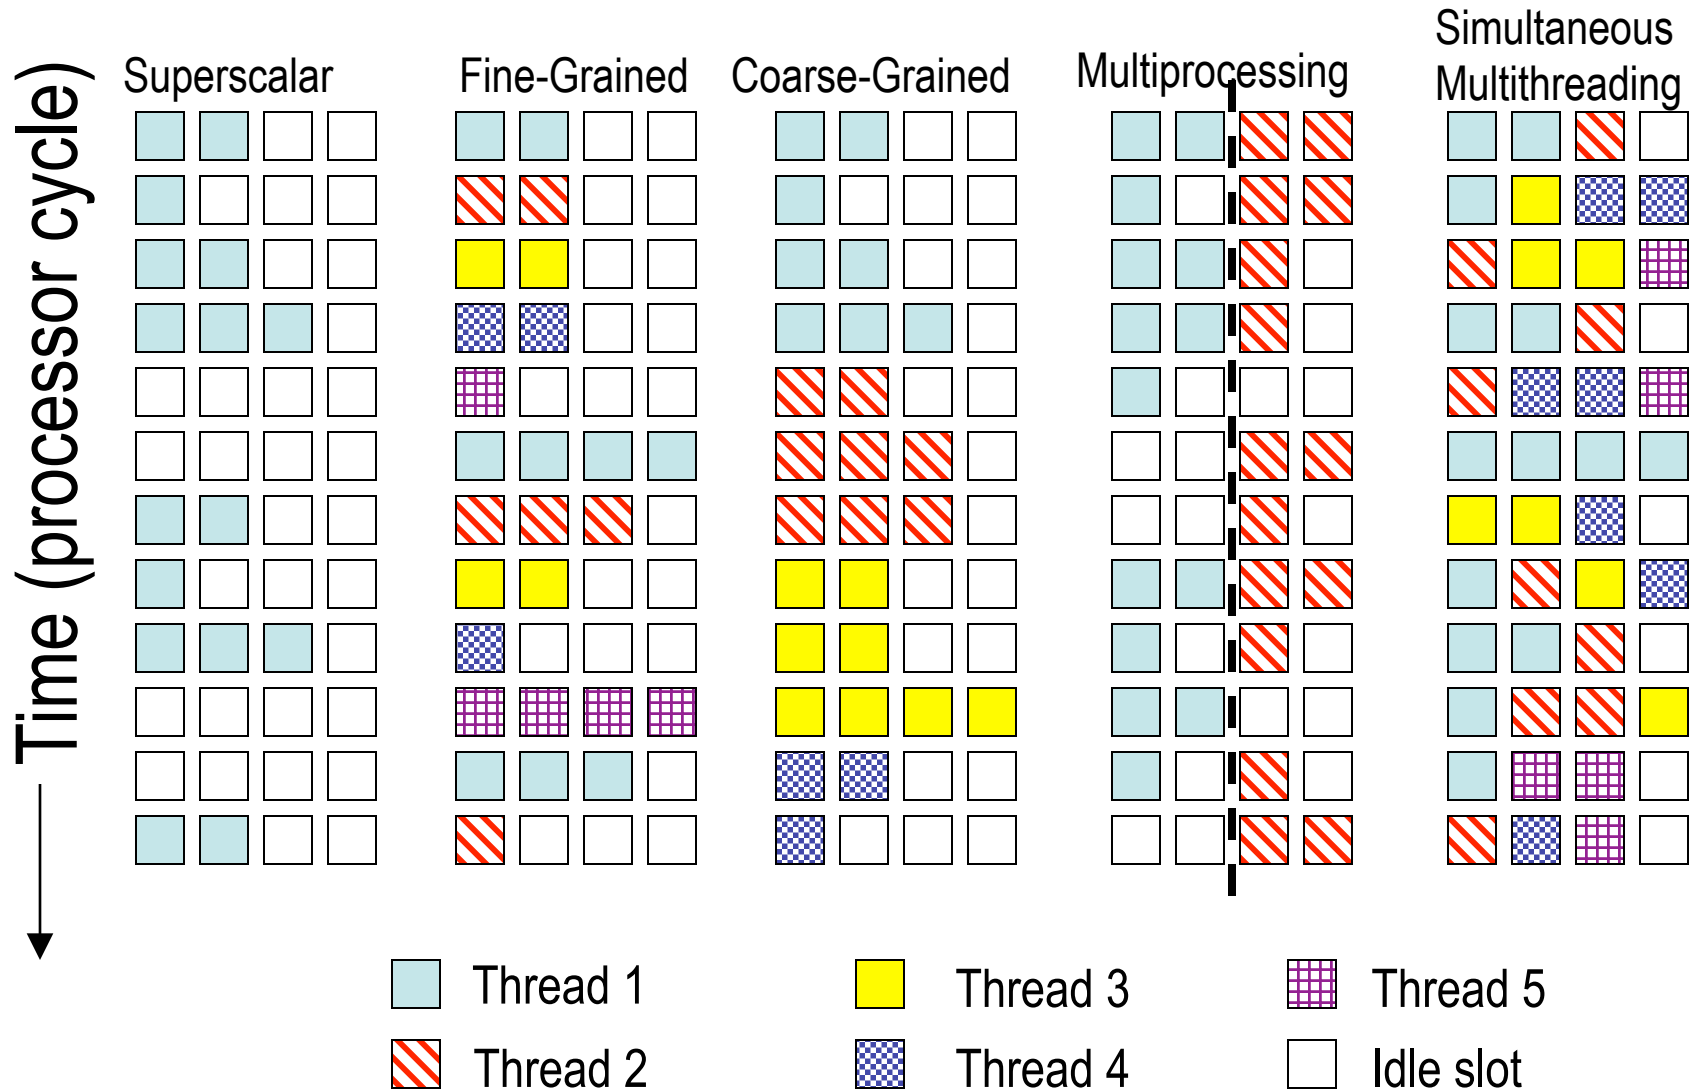 Time (processor cycle)
Superscalar
Fine-Grained
Coarse-Grained
Multiprocessing
Simultaneous
Multithreading
Thread 1
Thread 3
Thread 5
Thread 2
Thread 4
Idle slot